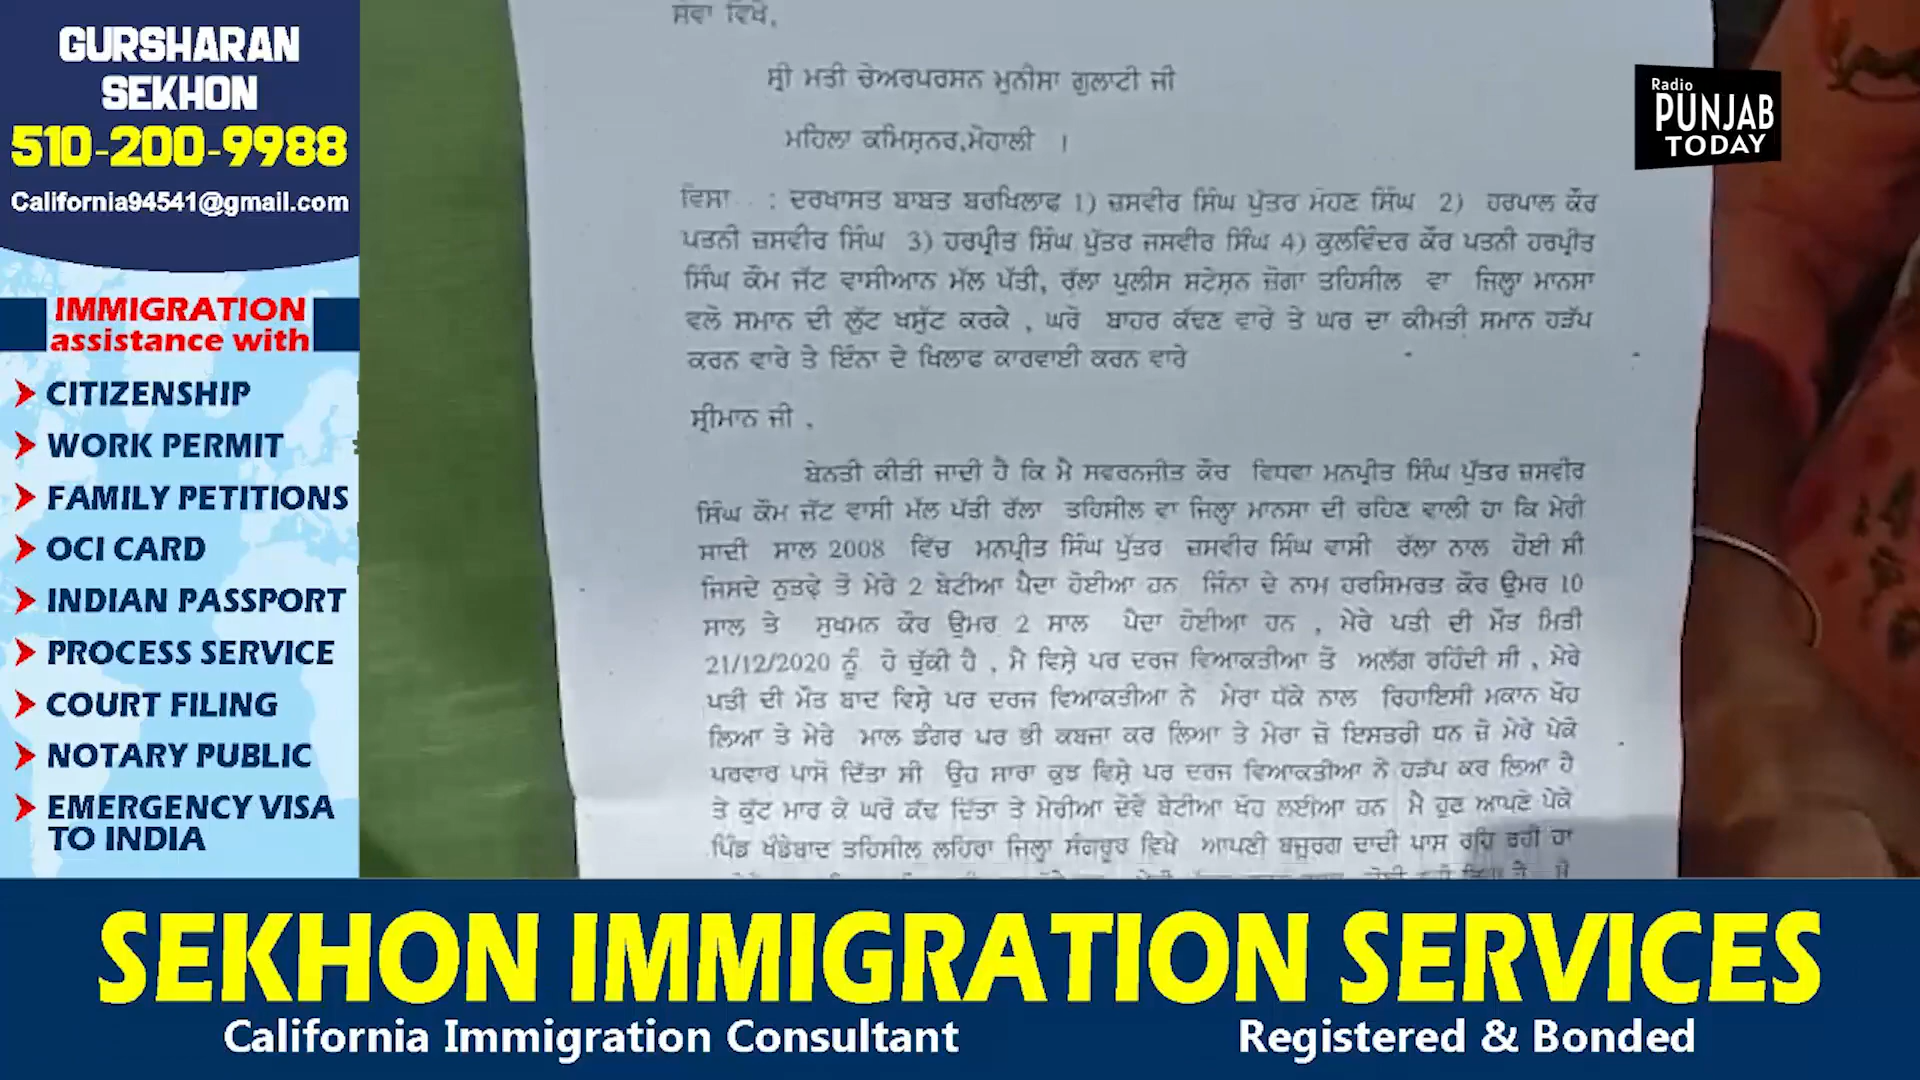 GURSHARAN
SEKHON
510-200-9988
California94541@gmail.com
IMMIGRATION
assistance with
CITIZENSHIP
WORK PERMIT
FAMILY PETITIONS
OCI CARD
INDIAN PASSPORT
PROCESS SERVICE
COURT FILING
NOTARY PUBLIC
EMERGENCY VISA
TO INDIA
ਸੇਵਾ ਵਿਖੇ,
ਸ੍ਰੀ ਮਤੀ ਚੇਅਰਪਰਸਨ ਮੁਨੀਸਾ ਗੁਲਾਟੀ ਜੀ
ਮਹਿਲਾ ਕਮਿਸ਼ਨਰ,ਮੋਹਾਲੀ ।
ਵਿਸਾ : ਦਰਖਾਸਤ ਬਾਬਤ ਬਰਖਿਲਾਫ 1) ਜ਼ਸਵੀਰ ਸਿੰਘ ਪੁੱਤਰ ਮੋਹਣ ਸਿੰਘ 2) ਹਰਪਾਲ ਕੌਰ
ਪਤਨੀ ਜ਼ਸਵੀਰ ਸਿੰਘ 3) ਹਰਪ੍ਰੀਤ ਸਿੰਘ ਪੁੱਤਰ ਜਸਵੀਰ ਸਿੰਘ 4) ਕੁਲਵਿੰਦਰ ਕੌਰ ਪਤਨੀ ਹਰਪ੍ਰੀਤ
ਸਿੰਘ ਕੌਮ ਜੱਟ ਵਾਸੀਆਨ ਮੱਲ ਪੱਤੀ, ਰੱਲਾ ਪੁਲੀਸ ਸਟੇਸ਼ਨ ਜੋਗਾ ਤਹਿਸੀਲ ਵਾ ਜਿਲ੍ਹਾ ਮਾਨਸਾ
ਵਲੋ ਸਮਾਨ ਦੀ ਲੁੱਟ ਖਸੁੱਟ ਕਰਕੇ , ਘਰੋ ਬਾਹਰ ਕੱਢਣ ਵਾਰੇ ਤੇ ਘਰ ਦਾ ਕੀਮਤੀ ਸਮਾਨ ਹੜੱਪ
ਕਰਨ ਵਾਰੇ ਤੇ ਇੰਨਾ ਦੇ ਖਿਲਾਫ ਕਾਰਵਾਈ ਕਰਨ ਵਾਰੇ
ਸ੍ਰੀਮਾਨ ਜੀ ,
ਬੇਨਤੀ ਕੀਤੀ ਜਾਦੀ ਹੈ ਕਿ ਮੈ ਸਵਰਨਜੀਤ ਕੌਰ ਵਿਧਵਾ ਮਨਪ੍ਰੀਤ ਸਿੰਘ ਪੁੱਤਰ ਜ਼ਸਵੀਰ
ਸਿੰਘ ਕੌਮ ਜੱਟ ਵਾਸੀ ਮੱਲ ਪੱਤੀ ਰੱਲਾ ਤਹਿਸੀਲ ਵਾ ਜਿਲ੍ਹਾ ਮਾਨਸਾ ਦੀ ਰਹਿਣ ਵਾਲੀ ਹਾ ਕਿ ਮੇਰੀ
ਸਾਦੀ ਸਾਲ 2008 ਵਿੱਚ ਮਨਪ੍ਰੀਤ ਸਿੰਘ ਪੁੱਤਰ ਜ਼ਸਵੀਰ ਸਿੰਘ ਵਾਸੀ ਰੱਲਾ ਨਾਲ ਹੋਈ ਸੀ
ਜਿਸਦੇ ਨੁਤਫ਼ੇ ਤੋ ਮੇਰੇ 2 ਬੇਟੀਆ ਪੈਦਾ ਹੋਈਆ ਹਨ ਜਿੰਨਾ ਦੇ ਨਾਮ ਹਰਸਿਮਰਤ ਕੌਰ ਉਮਰ 10
ਸਾਲ ਤੇ ਸੁਖਮਨ ਕੌਰ ਉਮਰ 2 ਸਾਲ ਪੈਦਾ ਹੋਈਆ ਹਨ , ਮੇਰੇ ਪਤੀ ਦੀ ਮੌਤ ਮਿਤੀ
21/12/2020 ਨੂੰ ਹੋ ਚੁੱਕੀ ਹੈ , ਮੈ ਵਿਸ਼ੇ ਪਰ ਦਰਜ ਵਿਆਕਤੀਆ ਤੋ ਅਲੱਗ ਰਹਿੰਦੀ ਸੀ , ਮੇਰੇ
ਪਤੀ ਦੀ ਮੌਤ ਬਾਦ ਵਿਸ਼ੇ ਪਰ ਦਰਜ ਵਿਆਕਤੀਆ ਨੇ ਮੇਰਾ ਧੱਕੇ ਨਾਲ ਰਿਹਾਇਸੀ ਮਕਾਨ ਖੋਹ
ਲਿਆ ਤੇ ਮੇਰੇ ਮਾਲ ਡੰਗਰ ਪਰ ਭੀ ਕਬਜਾ ਕਰ ਲਿਆ ਤੇ ਮੇਰਾ ਜੋ ਇਸਤਰੀ ਧਨ ਜੋ ਮੇਰੇ ਪੇਕੇ
ਪਰਵਾਰ ਪਾਸੋ ਦਿੱਤਾ ਸੀ ਉਹ ਸਾਰਾ ਕੁਝ ਵਿਸ਼ੇ ਪਰ ਦਰਜ ਵਿਆਕਤੀਆ ਨੇ ਹੜੱਪ ਕਰ ਲਿਆ ਹੈ
ਤੇ ਕੁੱਟ ਮਾਰ ਕੇ ਘਰੋ ਕੱਢ ਦਿੱਤਾ ਤੇ ਮੇਰੀਆ ਦੋਵੇ ਬੇਟੀਆ ਖੋਹ ਲਈਆ ਹਨ ਮੈ ਹੁਣ ਆਪਣੇ ਪੇਕੇ
ਪਿੰਡ ਖੰਡੇਬਾਦ ਤਹਿਸੀਲ ਲਹਿਰਾ ਜਿਲ੍ਹਾ ਸੰਗਰੂਰ ਵਿਖੇ ਆਪਣੀ ਬਜੁਰਗ ਦਾਦੀ ਪਾਸ ਰਹਿ ਰਹੀ ਹਾ
Radio
PUNJAB
TODAY
SEKHON IMMIGRATION SERVICES
California Immigration Consultant
Registered & Bonded